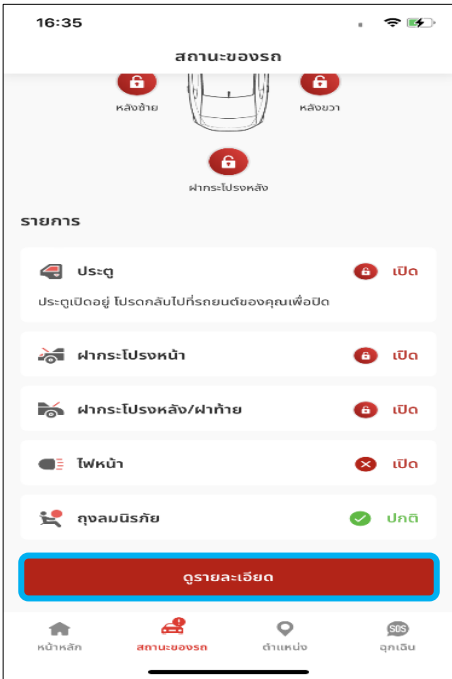 16:35
สถานะของรถ
หลังซ้าย
หลังขวา
ฝากระโปรงหลัง
รายการ
ประตู
เปิด
ประตูเปิดอยู่ โปรดกลับไปที่รถยนต์ของคุณเพื่อปิด
ฝากระโปรงหน้า
เปิด
ฝากระโปรงหลัง/ฝาท้าย
เปิด
ไฟหน้า
เปิด
ถุงลมนิรภัย
ปกติ
ดูรายละเอียด
หน้าหลัก
สถานะของรถ
ตำแหน่ง
SOS
ฉุกเฉิน